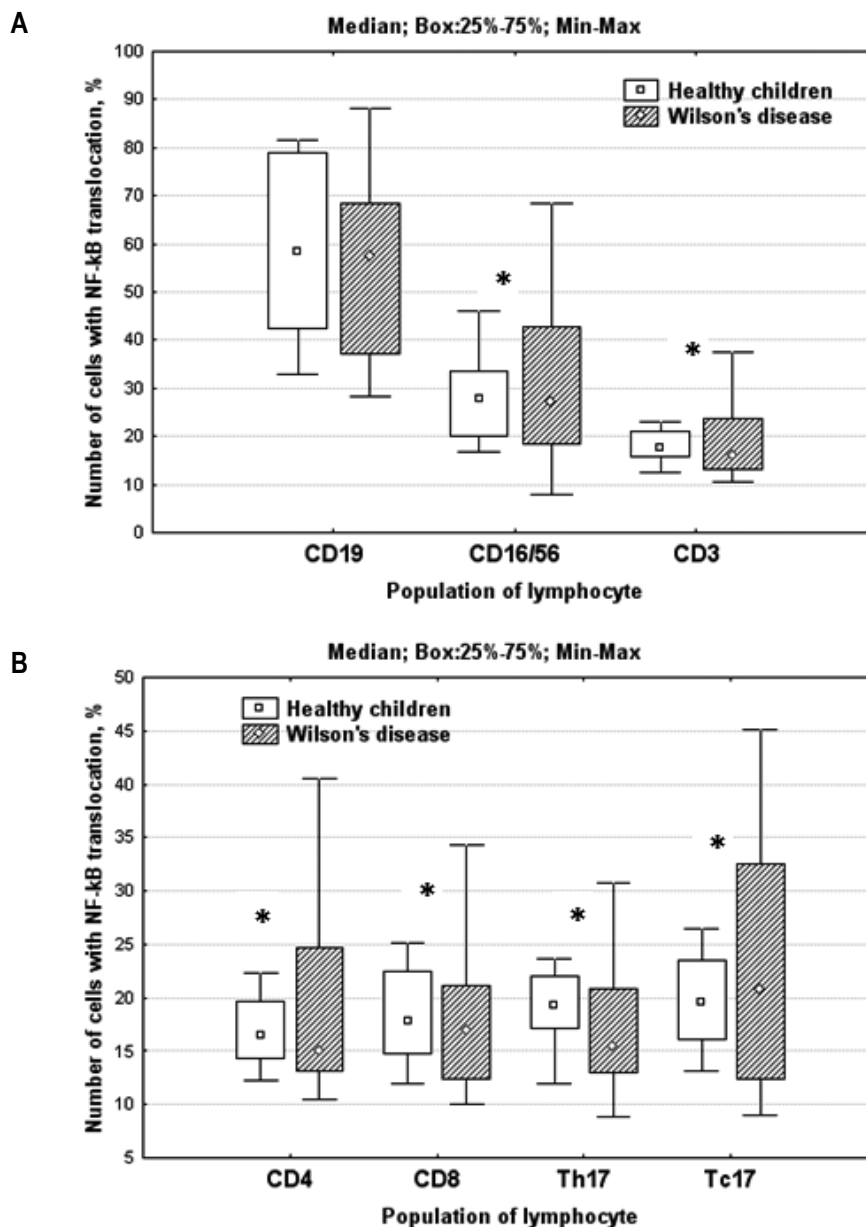 A
Median; Box:25%-75%; Min-Max
Number of cells with NF-kB translocation, %
100
90
80
70
60
50
40
30
20
10
0
Healthy children
Wilson's disease
*
*
CD19 CD16/56 CD3
Population of lymphocyte
B
Median; Box:25%-75%; Min-Max
Number of cells with NF-kB translocation, %
50
45
40
35
30
25
20
15
10
5
Healthy children
Wilson's disease
*
*
*
*
CD4 CD8 Th17 Tc17
Population of lymphocyte